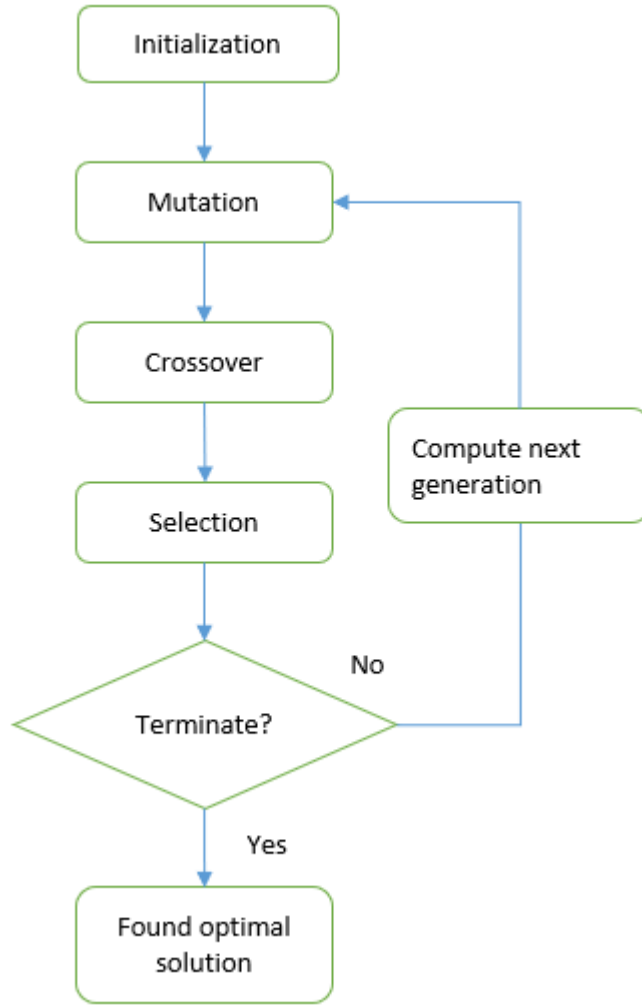 Initialization
Mutation
Crossover
Compute next
generation
Selection
No
Terminate?
Yes
Found optimal
solution